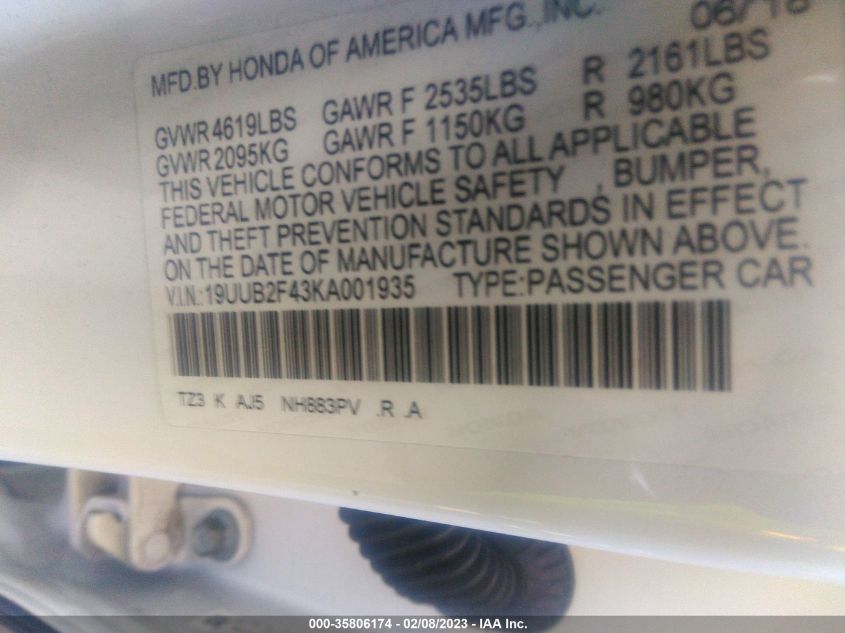 MFD.BY HONDA OF AMERICA MFG.,INC. 06/18
GVWR 4619LBS GAWR F 2535LBS R 2161LBS
GVWR 2095KG GAWR F 1150KG R 980KG
THIS VEHICLE CONFORMS TO ALL APPLICABLE
FEDERAL MOTOR VEHICLE SAFETY , BUMPER,
AND THEFT PREVENTION STANDARDS IN EFFECT
ON THE DATE OF MANUFACTURE SHOWN ABOVE.
V.I.N.:19UUB2F43KA001935 TYPE:PASSENGER CAR
TZ3 K AJ5 NH883PV .R .A
000-35806174 - 02/08/2023 - IAA Inc.